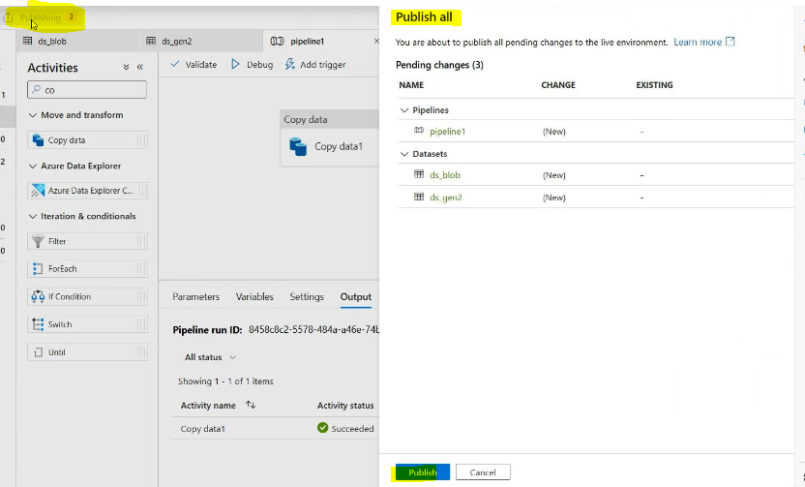 Publishing 3
ds_blob
ds_gen2
pipeline1
Activities
co
Move and transform
Copy data
Azure Data Explorer
Azure Data Explorer C...
Iteration & conditionals
Filter
ForEach
If Condition
Switch
Until
Validate
Debug
Add trigger
Copy data
Copy data1
Parameters
Variables
Settings
Output
Pipeline run ID: 8458c8c2-5578-484a-a46e-74b
All status
Showing 1 - 1 of 1 items
Activity name
Activity status
Copy data1
Succeeded
Publish all
You are about to publish all pending changes to the live environment. Learn more
Pending changes (3)
NAME CHANGE EXISTING
Pipelines
pipeline1 (New) -
Datasets
ds_blob (New) -
ds_gen2 (New) -
Publish
Cancel